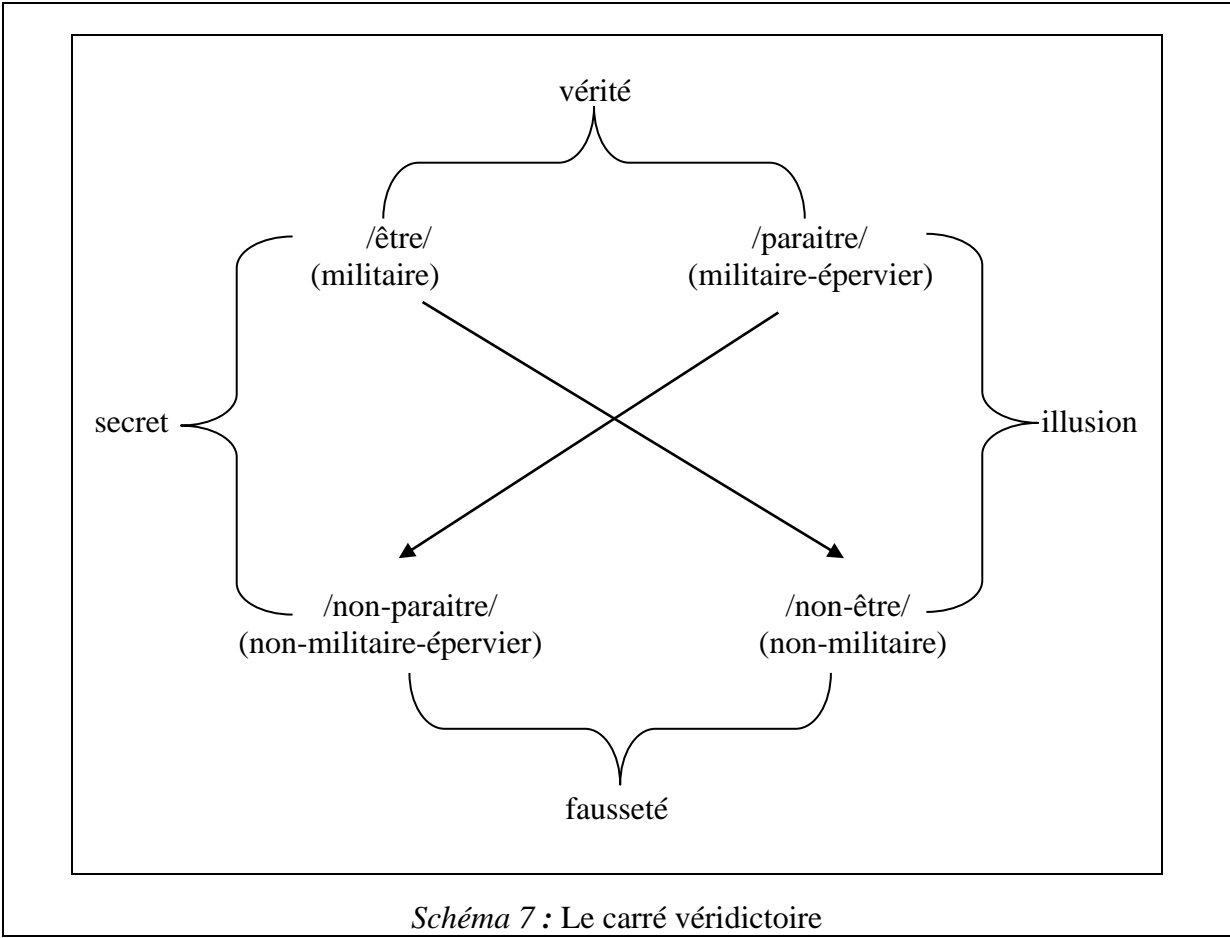 vérité
/être/ /paraitre/
(militaire) (militaire-épervier)
secret illusion
/non-paraitre/ /non-être/
(non-militaire-épervier) (non-militaire)
fausseté
Schéma 7 : Le carré véridictoire